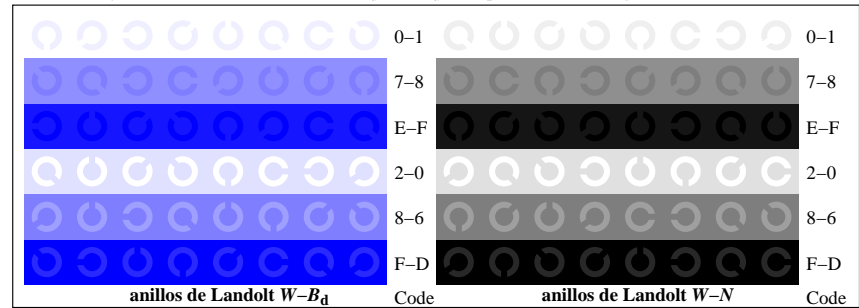 0–1 0–1
7–8 7–8
E–F E–F
2–0 2–0
8–6 8–6
F–D F–D
anillos de Landolt W–Bd Code anillos de Landolt W–N Code